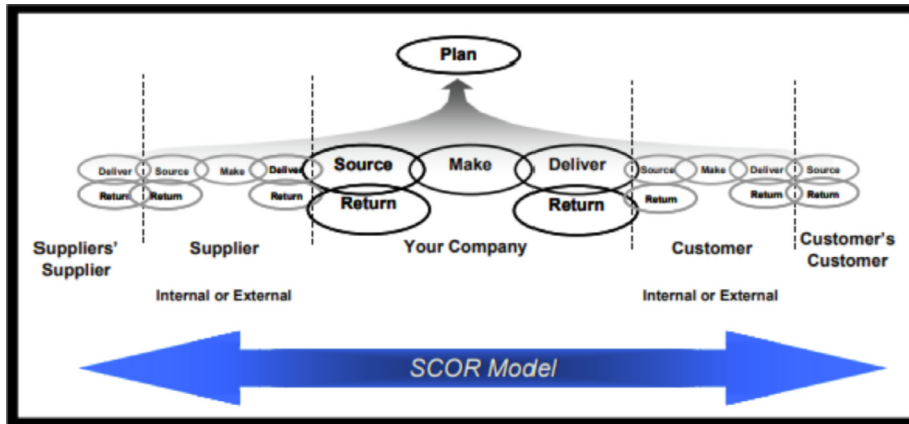 Plan
Deliver Source Make Deliver Source Make Deliver Source Make Deliver Source
Return Return Return Return Return Return Return Return
Suppliers' Supplier Your Company Customer Customer's
Supplier Customer
Internal or External Internal or External
SCOR Model